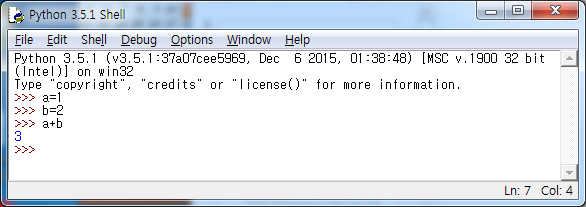 Python 3.5.1 Shell
File Edit Shell Debug Options Window Help
Python 3.5.1 (v3.5.1:37a07cee5969, Dec  6 2015, 01:38:48) [MSC v.1900 32 bit
(Intel)] on win32
Type "copyright", "credits" or "license()" for more information.
>>> a=1
>>> b=2
>>> a+b
3
>>>
Ln: 7 Col: 4